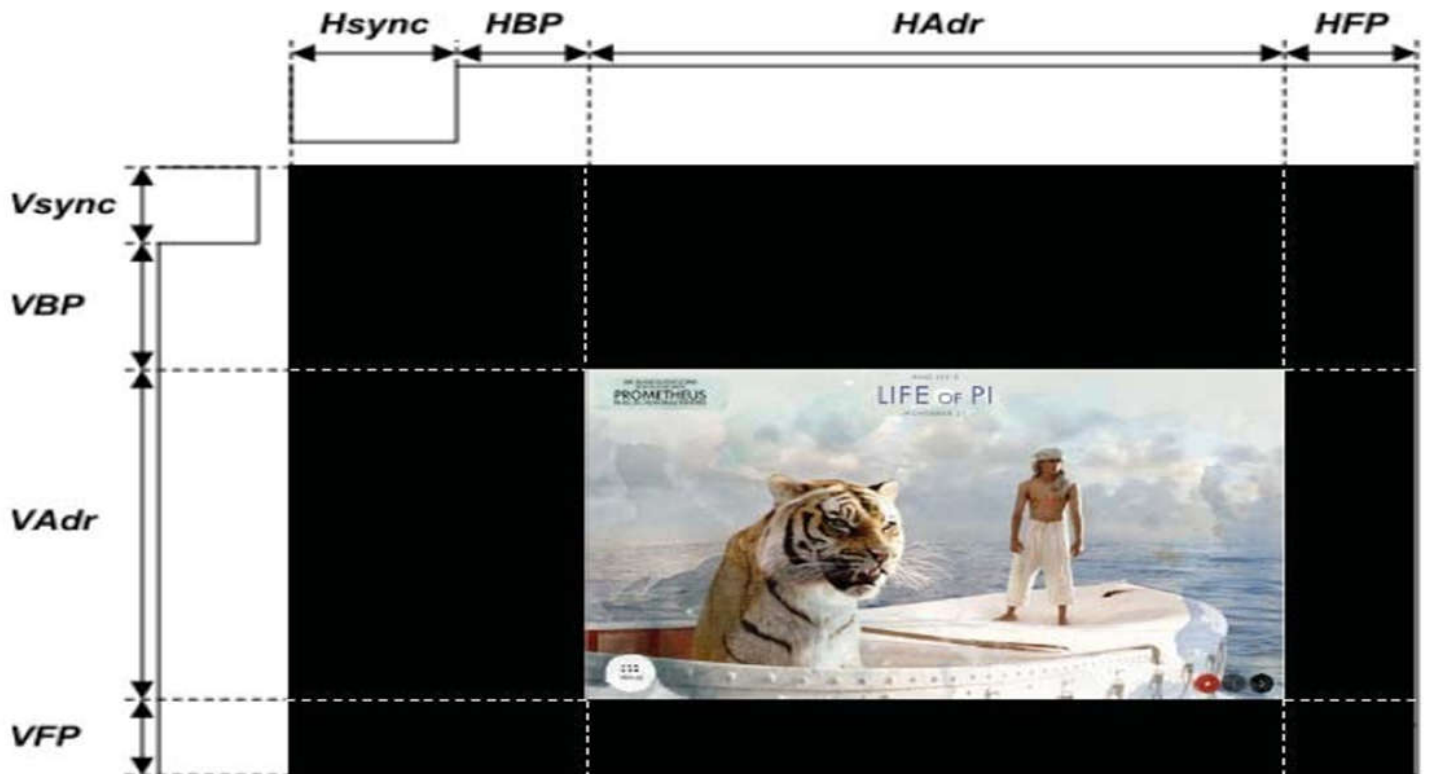 Hsync HBP HAdr HFP
Vsync
VBP
PROMETHEUS
LIFE OF PI
VAdr
VFP